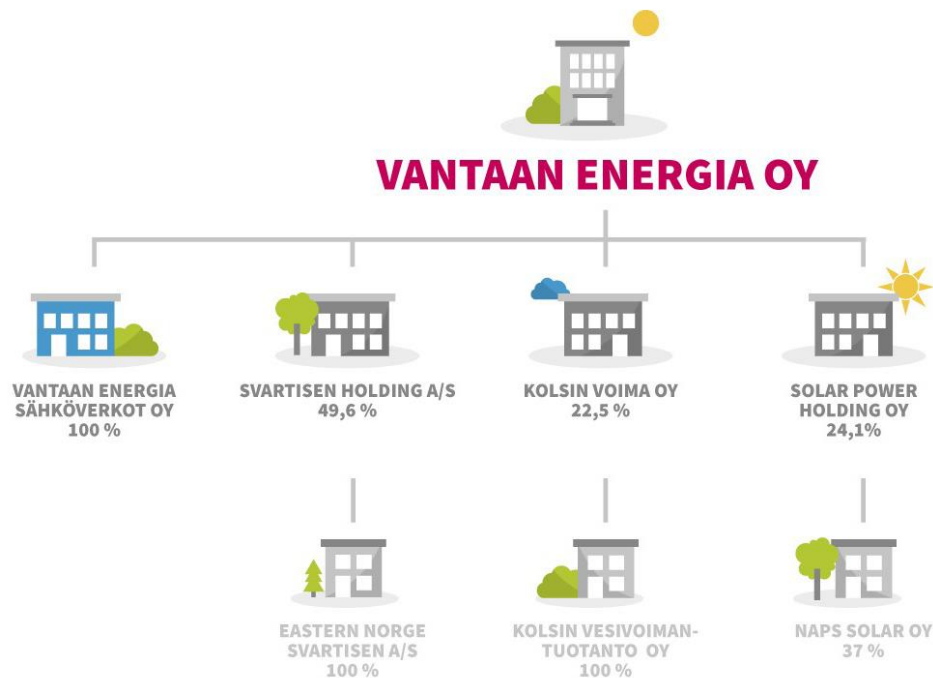 VANTAAN ENERGIA OY
VANTAAN ENERGIA
SÄHKÖVERKOT OY
100 %
SVARTISEN HOLDING A/S
49,6 %
KOLSIN VOIMA OY
22,5 %
SOLAR POWER
HOLDING OY
24,1%
EASTERN NORGE
SVARTISEN A/S
100 %
KOLSIN VESIVOIMAN-
TUOTANTO OY
100 %
NAPS SOLAR OY
37 %